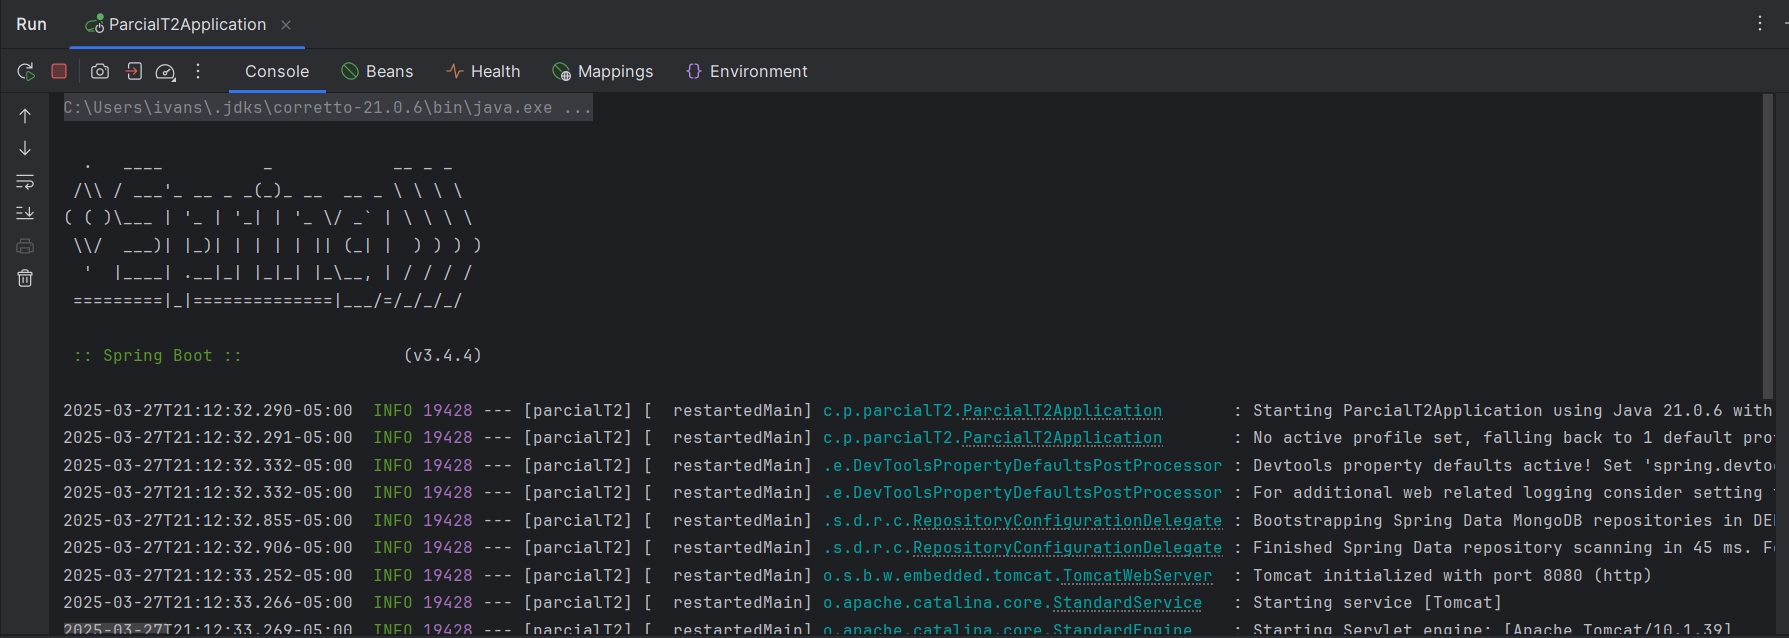 Run ParcialT2Application
Console Beans Health Mappings Environment
C:\Users\ivans\.jdks\corretto-21.0.6\bin\java.exe ...
  .   ____          _            __ _ _
 /\\ / ___'_ __ _ _(_)_ __  __ _ \ \ \ \
( ( )\___ | '_ | '_| | '_ \/ _` | \ \ \ \
 \\/  ___)| |_)| | | | | || (_| |  ) ) ) )
  '  |____| .__|_| |_|_| |_\__, | / / / /
 =========|_|==============|___/=/_/_/_/
 :: Spring Boot ::                (v3.4.4)
2025-03-27T21:12:32.290-05:00  INFO 19428 --- [parcialT2] [  restartedMain] c.p.parcialT2.ParcialT2Application       : Starting ParcialT2Application using Java 21.0.6 with
2025-03-27T21:12:32.291-05:00  INFO 19428 --- [parcialT2] [  restartedMain] c.p.parcialT2.ParcialT2Application       : No active profile set, falling back to 1 default
2025-03-27T21:12:32.332-05:00  INFO 19428 --- [parcialT2] [  restartedMain] .e.DevToolsPropertyDefaultsPostProcessor : Devtools property defaults active! Set
2025-03-27T21:12:32.332-05:00  INFO 19428 --- [parcialT2] [  restartedMain] .e.DevToolsPropertyDefaultsPostProcessor : For additional web related logging consider setting
2025-03-27T21:12:32.855-05:00  INFO 19428 --- [parcialT2] [  restartedMain] .s.d.r.c.RepositoryConfigurationDelegate : Bootstrapping Spring Data MongoDB repositories in
2025-03-27T21:12:32.906-05:00  INFO 19428 --- [parcialT2] [  restartedMain] .s.d.r.c.RepositoryConfigurationDelegate : Finished Spring Data repository scanning in 45 ms.
2025-03-27T21:12:33.252-05:00  INFO 19428 --- [parcialT2] [  restartedMain] o.s.b.w.embedded.tomcat.TomcatWebServer  : Tomcat initialized with port 8080 (http)
2025-03-27T21:12:33.266-05:00  INFO 19428 --- [parcialT2] [  restartedMain] o.apache.catalina.core.StandardService   : Starting service [Tomcat]
2025-03-27T21:12:33.269-05:00  INFO 19428 --- [parcialT2] [  restartedMain] o.apache.catalina.core.StandardEngine    : Starting Servlet engine: [Apache Tomcat/10.1.39]